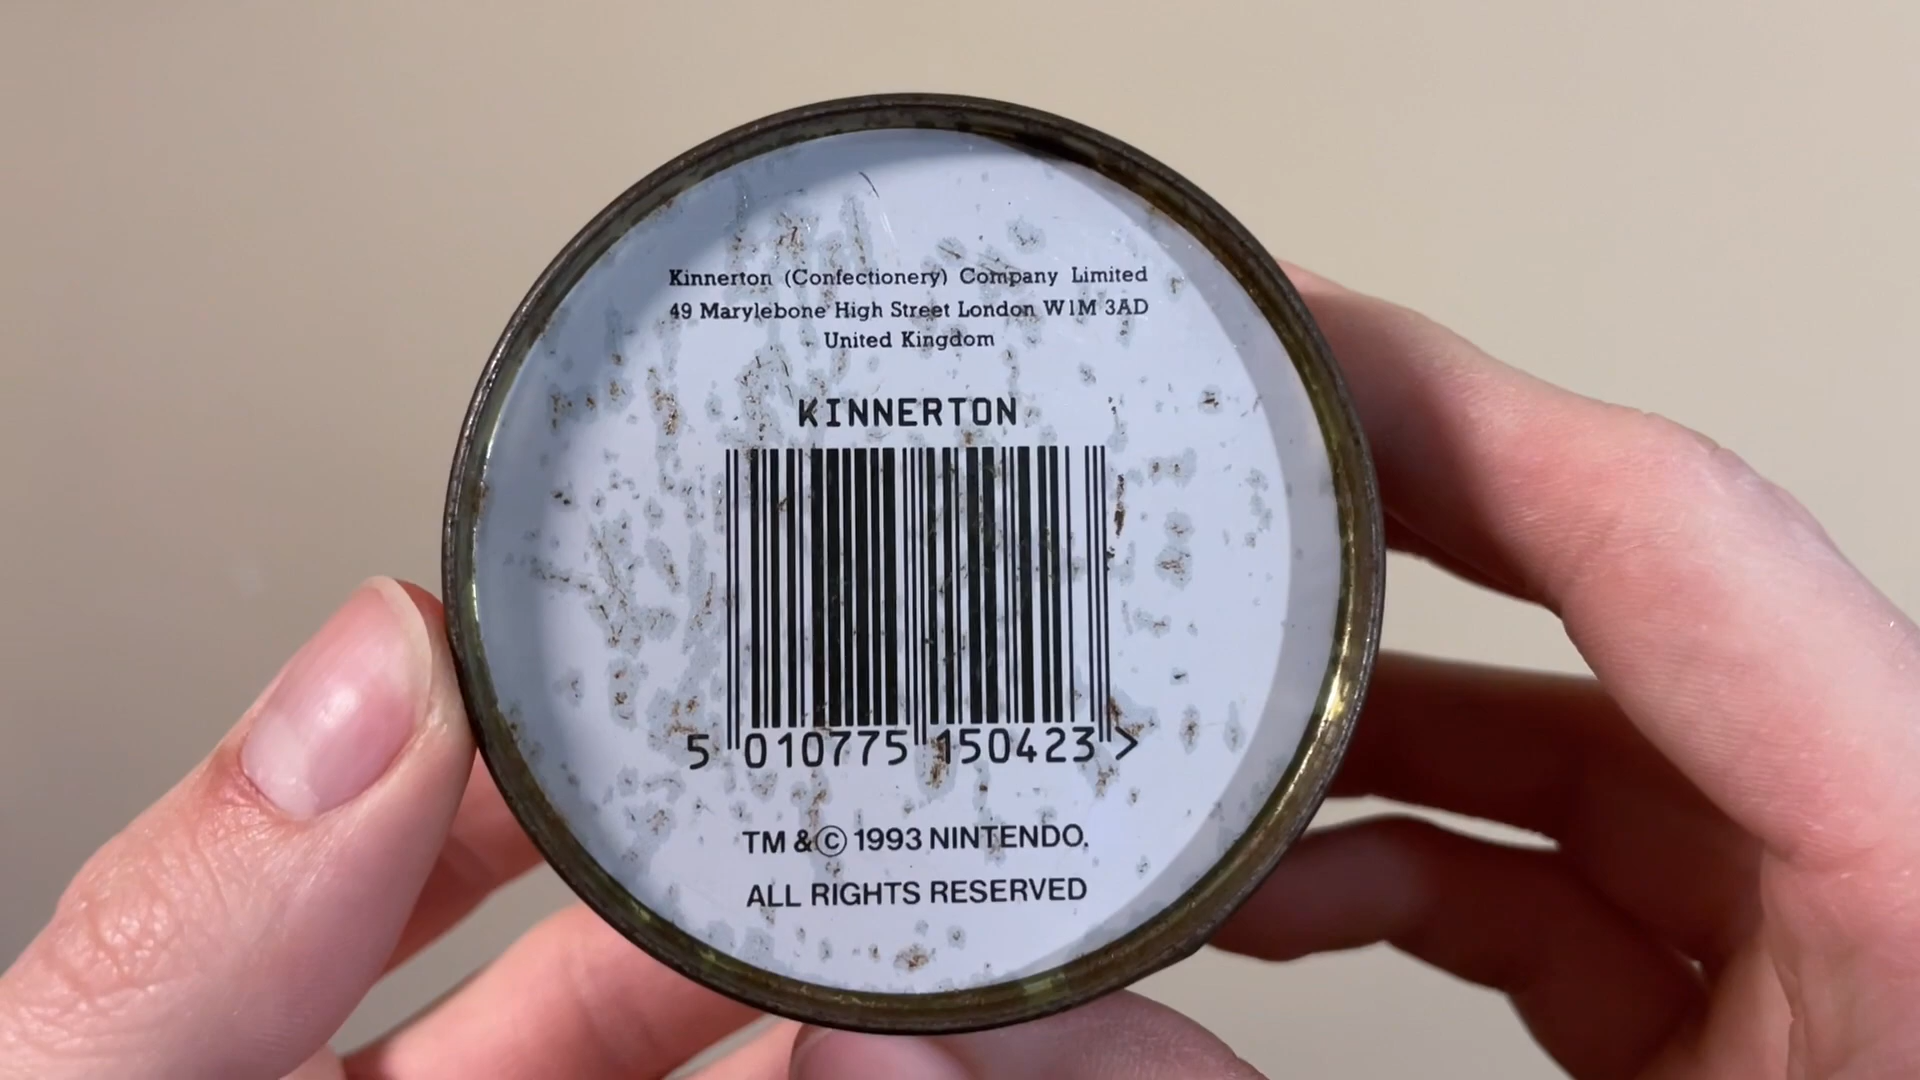 Kinnerton (Confectionery) Company Limited
49 Marylebone High Street London W1M 3AD
United Kingdom
KINNERTON
5 010775 150423 >
TM & © 1993 NINTENDO.
ALL RIGHTS RESERVED